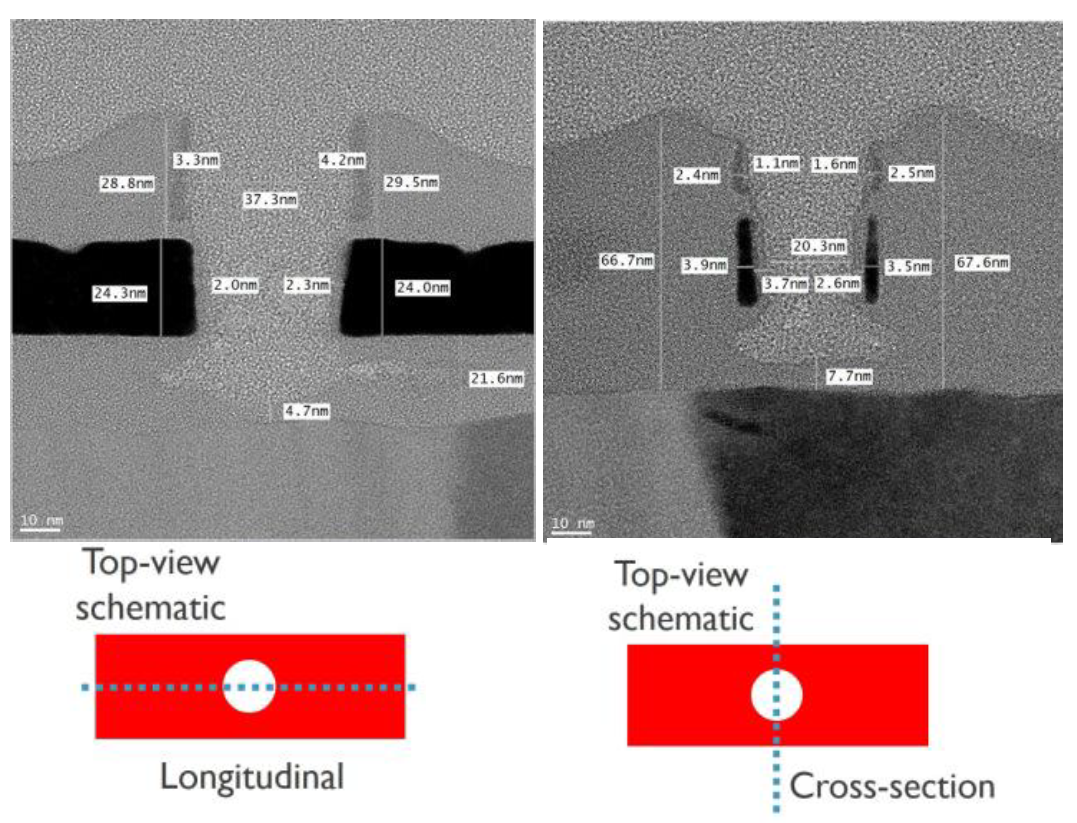 3.3nm
4.2nm
28.8nm
29.5nm
37.3nm
24.3nm
2.0nm
2.3nm
24.0nm
21.6nm
4.7nm
10 nm
1.1nm
1.6nm
2.4nm
2.5nm
20.3nm
66.7nm
3.9nm
3.5nm
67.6nm
3.7nm
2.6nm
7.7nm
10 nm
Top-view
schematic
Longitudinal
Top-view
schematic
Cross-section